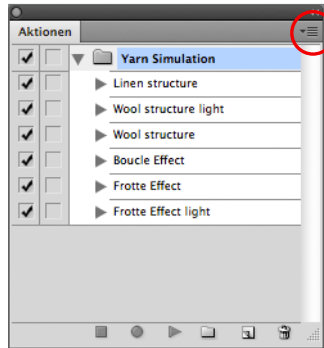 Aktionen
Yarn Simulation
Linen structure
Wool structure light
Wool structure
Boucle Effect
Frotte Effect
Frotte Effect light